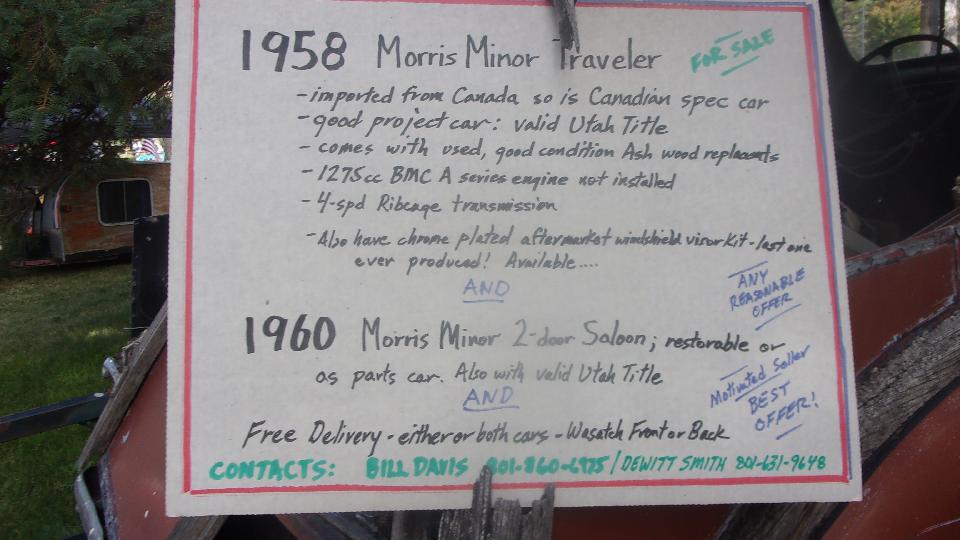 1958 Morris Minor Traveler
FOR SALE
- imported from Canada so is Canadian spec car
- good project car: valid Utah Title
- comes with used, good condition Ash wood replacmts
- 1275cc BMC A series engine not installed
- 4-spd Ribcage transmission
- Also have chrome plated aftermarket windshield visor Kit - last one
ever produced! Available....
AND
ANY
REASONABLE
OFFER
1960 Morris Minor 2-door Saloon; restorable or
as parts car. Also with valid Utah Title
AND
Motivated Seller
BEST
OFFER!
Free Delivery - either or both cars - Wasatch Front or Back
CONTACTS: BILL DAVIS 801-860-6975 / DEWITT SMITH 801-631-9648